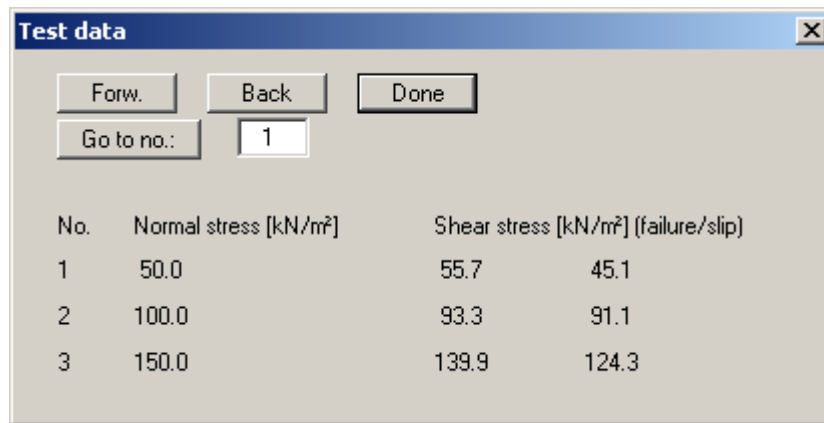 Test data
Forw. Back Done
Go to no.: 1
No. Normal stress [kN/m²] Shear stress [kN/m²] (failure/slip)
1 50.0 55.7 45.1
2 100.0 93.3 91.1
3 150.0 139.9 124.3